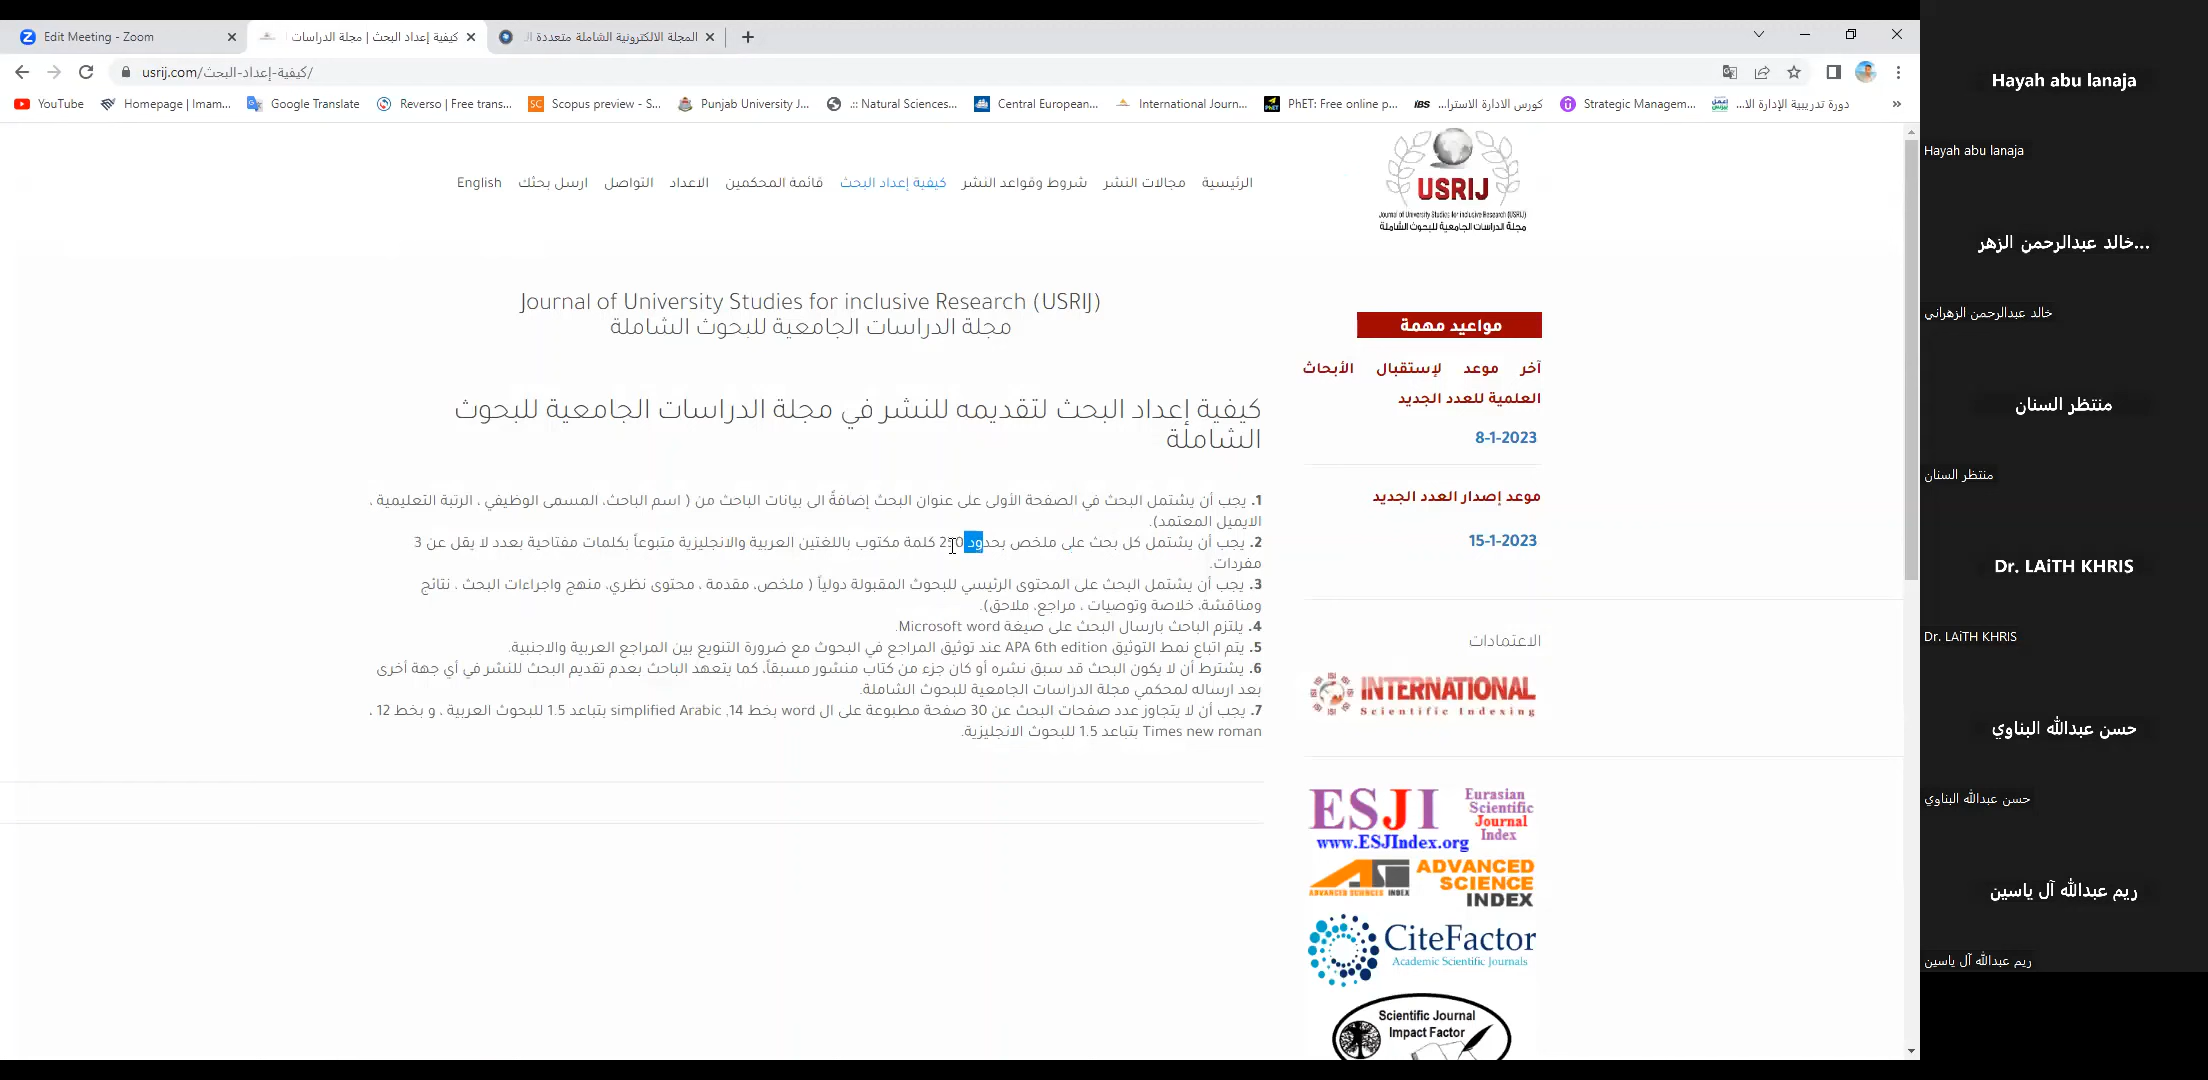 Edit Meeting - Zoom
كيفية إعداد البحث | مجلة الدراسات
المجلة الالكترونية الشاملة متعددة ال
usrij.com/كيفية-إعداد-البحث/
YouTube
Homepage | Imam...
Google Translate
Reverso | Free trans...
Scopus preview - S...
Punjab University J...
.:: Natural Sciences...
Central European...
International Journ...
PhET: Free online p...
كورس الادارة الاسترا...
Strategic Managem...
دورة تدريبية الإدارة الا...
الرئيسية
مجالات النشر
شروط وقواعد النشر
كيفية إعداد البحث
قائمة المحكمين
الاعداد
التواصل
ارسل بحثك
English
USRIJ
Journal of University Studies for inclusive Research (USRIJ)
مجلة الدراسات الجامعية للبحوث الشاملة
Journal of University Studies for inclusive Research (USRIJ)
مجلة الدراسات الجامعية للبحوث الشاملة
كيفية إعداد البحث لتقديمه للنشر في مجلة الدراسات الجامعية للبحوث
الشاملة
1. يجب أن يشتمل البحث في الصفحة الأولى على عنوان البحث إضافةً الى بيانات الباحث من ( اسم الباحث، المسمى الوظيفي ، الرتبة التعليمية ،
الايميل المعتمد).
2. يجب أن يشتمل كل بحث على ملخص بحدود 250 كلمة مكتوب باللغتين العربية والانجليزية متبوعاً بكلمات مفتاحية بعدد لا يقل عن 3
مفردات.
3. يجب أن يشتمل البحث على المحتوى الرئيسي للبحوث المقبولة دولياً ( ملخص، مقدمة ، محتوى نظري، منهج واجراءات البحث ، نتائج
ومناقشة، خلاصة وتوصيات ، مراجع، ملاحق).
4. يلتزم الباحث بارسال البحث على صيغة Microsoft word.
5. يتم اتباع نمط التوثيق APA 6th edition عند توثيق المراجع في البحوث مع ضرورة التنويع بين المراجع العربية والاجنبية.
6. يشترط أن لا يكون البحث قد سبق نشره أو كان جزء من كتاب منشور مسبقاً، كما يتعهد الباحث بعدم تقديم البحث للنشر في أي جهة أخرى
بعد ارساله لمحكمي مجلة الدراسات الجامعية للبحوث الشاملة.
7. يجب أن لا يتجاوز عدد صفحات البحث عن 30 صفحة مطبوعة على ال word بخط 14, simplified Arabic بتباعد 1.5 للبحوث العربية ، و بخط 12 ،
Times new roman بتباعد 1.5 للبحوث الانجليزية.
مواعيد مهمة
آخر موعد لإستقبال الأبحاث
العلمية للعدد الجديد
8-1-2023
موعد إصدار العدد الجديد
15-1-2023
الاعتمادات
INTERNATIONAL
Scientific Indexing
ESJI
Eurasian
Scientific
Journal
Index
www.ESJIndex.org
ASI
ADVANCED SCIENCES INDEX
ADVANCED
SCIENCE
INDEX
CiteFactor
Academic Scientific Journals
Scientific Journal
Impact Factor
Hayah abu lanaja
Hayah abu lanaja
خالد عبدالرحمن الزهر...
خالد عبدالرحمن الزهراني
منتظر السنان
منتظر السنان
Dr. LAiTH KHRIS
Dr. LAiTH KHRIS
حسن عبدالله البناوي
حسن عبدالله البناوي
ريم عبدالله آل ياسين
ريم عبدالله آل ياسين